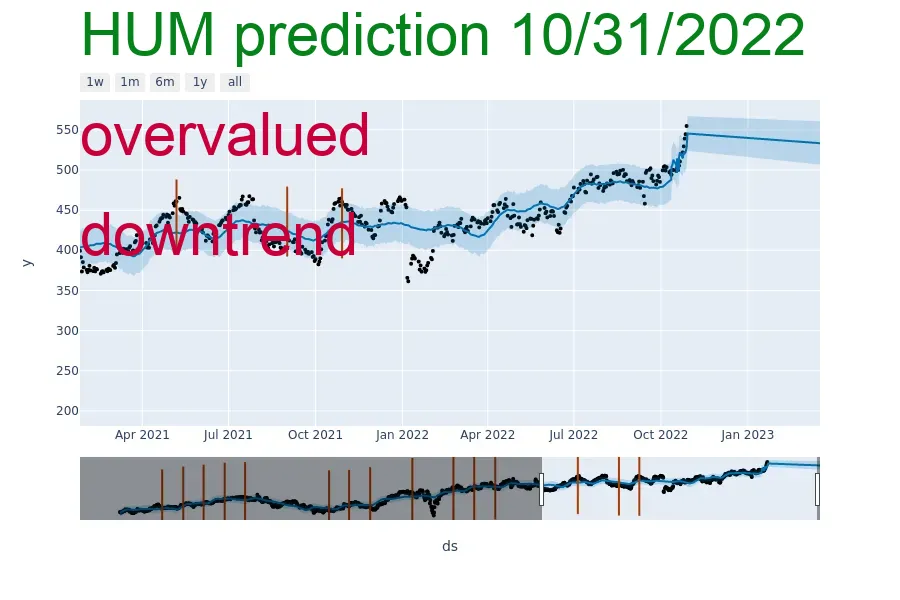 HUM prediction 10/31/2022
1w 1m 6m 1y all
overvalued
downtrend
550
500
450
400
350
300
250
200
y
Apr 2021 Jul 2021 Oct 2021 Jan 2022 Apr 2022 Jul 2022 Oct 2022 Jan 2023
ds